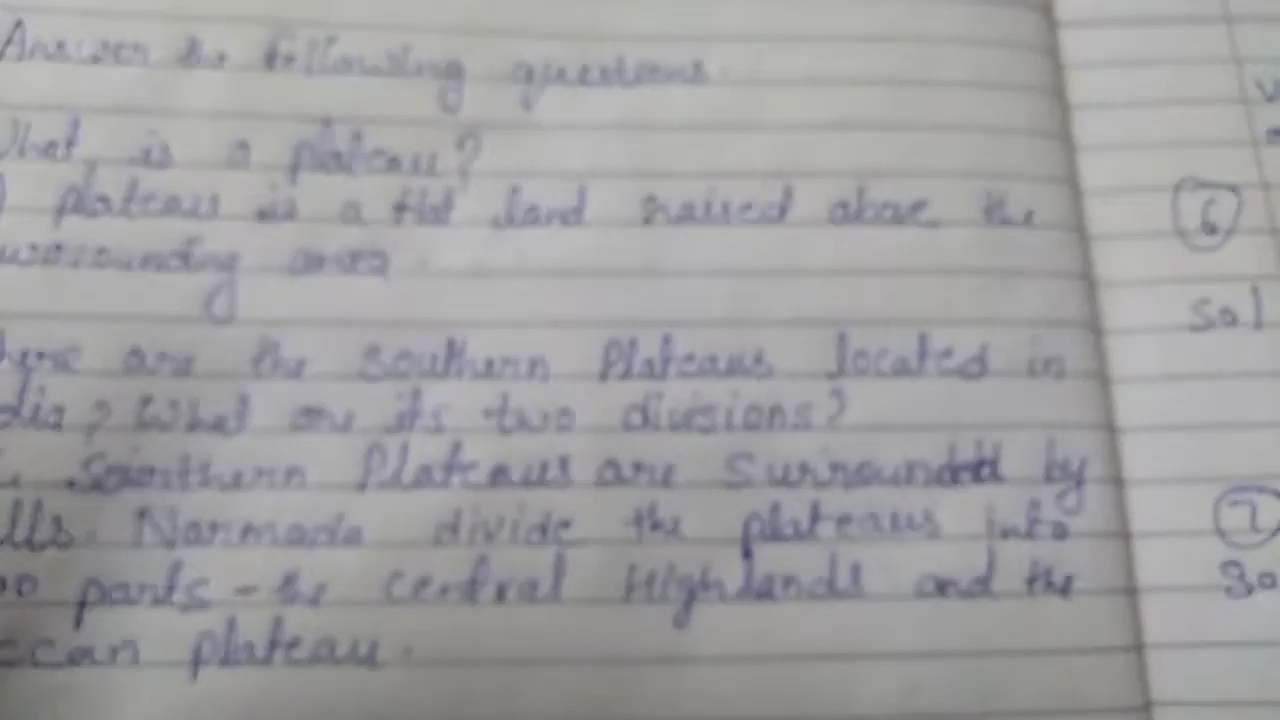 Answer the following questions
What is a plateau?
plateau is a flat land raised above the
surrounding area.
here are the southern Plateaus located in
dia? What are its two divisions?
Southern Plateaus are surrounded by
lls. Narmada divide the plateaus into
parts - the central Highlands and the
ccan plateau.
6
Sol
7
So